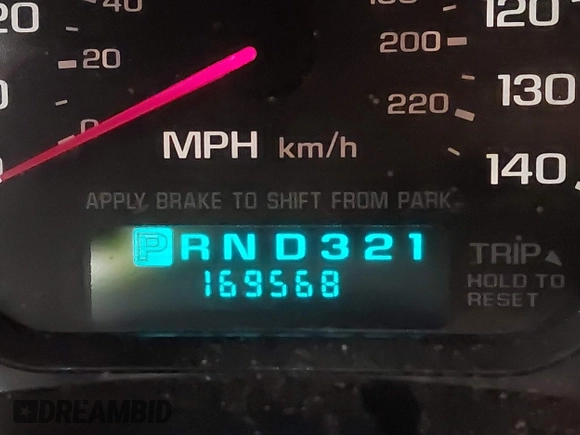 40 120
20 200
220 130
0
MPH km/h 140
APPLY BRAKE TO SHIFT FROM PARK
PRND321 TRIP
169568 HOLD TO
RESET
DREAMBID